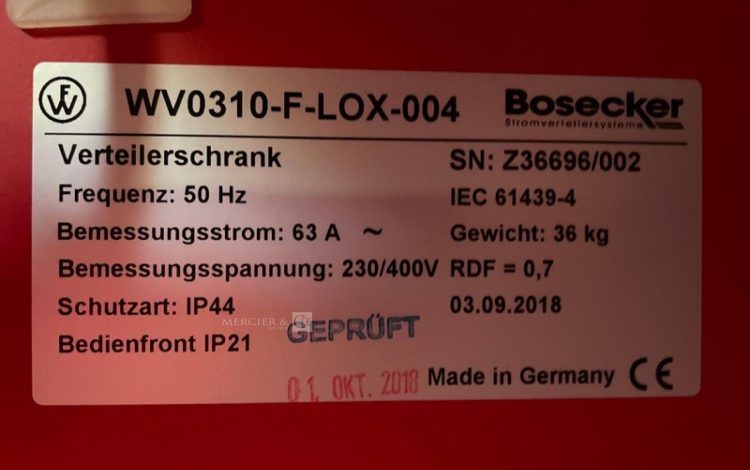 WV0310-F-LOX-004
Bosecker
Stromverteilersysteme
Verteilerschrank
SN: Z36696/002
Frequenz: 50 Hz
IEC 61439-4
Bemessungsstrom: 63 A ~
Gewicht: 36 kg
Bemessungsspannung: 230/400V
RDF = 0,7
Schutzart: IP44
03.09.2018
MERCIER &
GEPRÜFT
Bedienfront IP21
01. OKT. 2018
Made in Germany CE